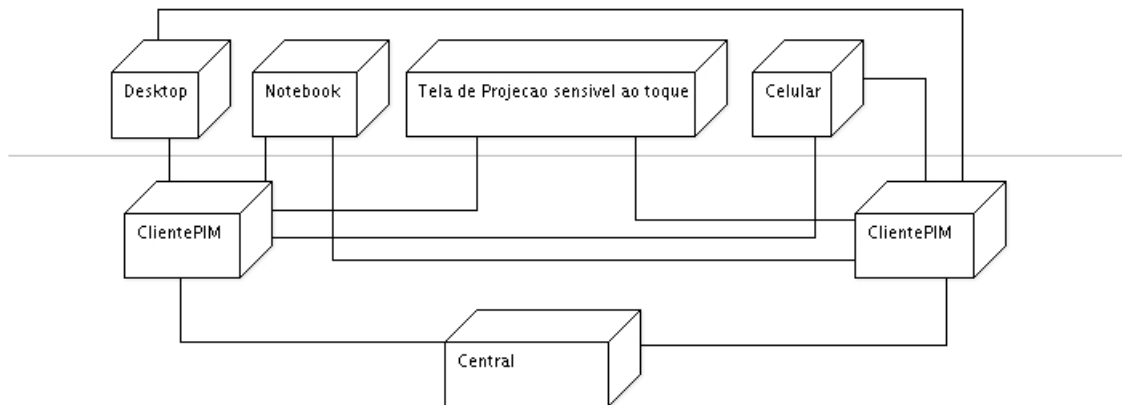 Desktop
Notebook
Tela de Projecao sensivel ao toque
Celular
ClientePIM
ClientePIM
Central